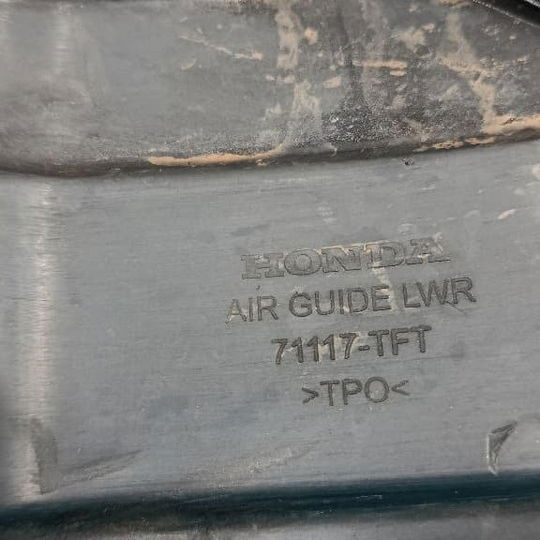 HONDA
AIR GUIDE LWR
71117-TFT
>TPO<